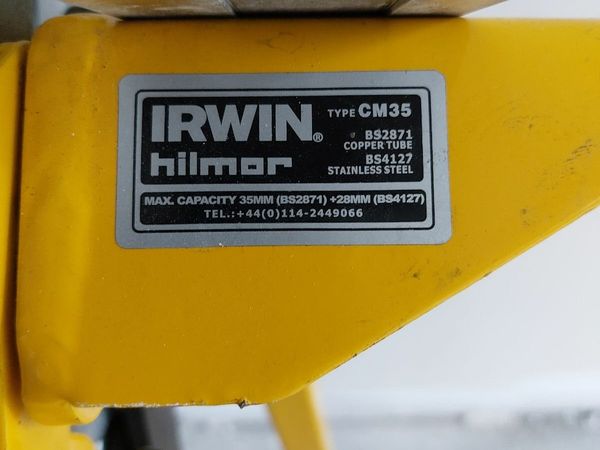 IRWIN®
hilmor
TYPE CM35
BS2871
COPPER TUBE
BS4127
STAINLESS STEEL
MAX. CAPACITY 35MM (BS2871) +28MM (BS4127)
TEL.:+44(0)114-2449066